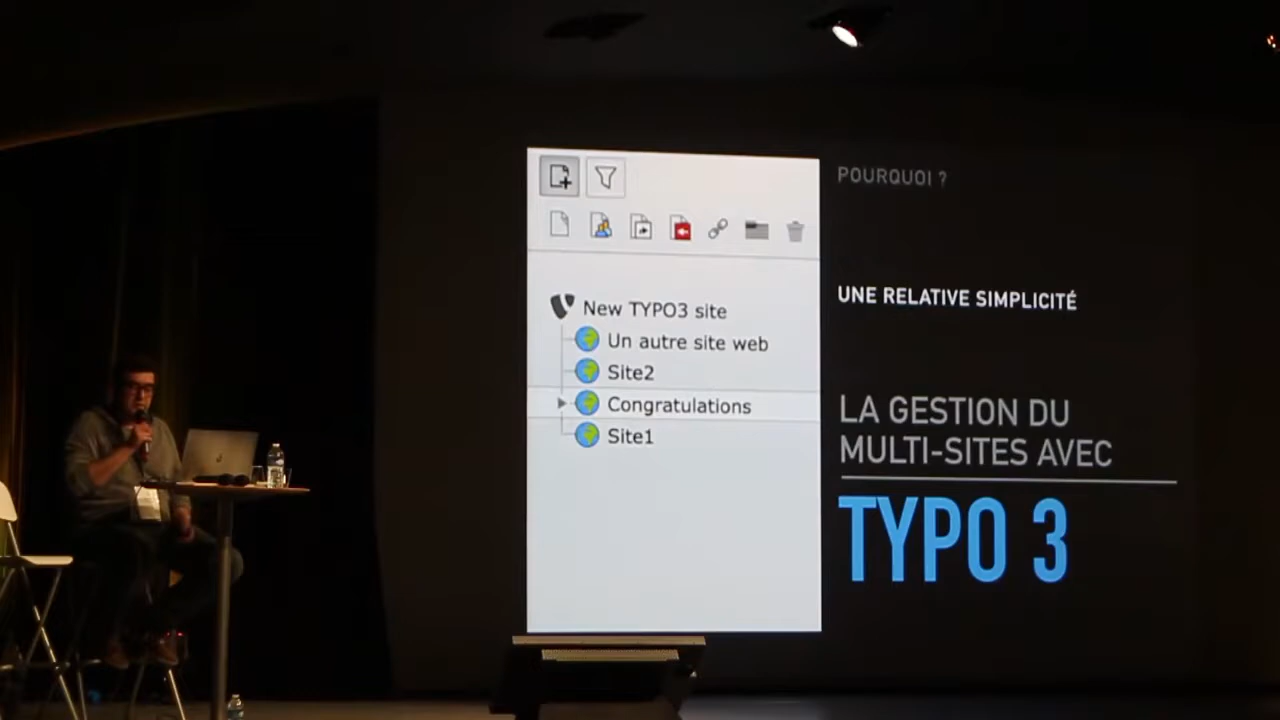 New TYPO3 site
Un autre site web
Site2
Congratulations
Site1
POURQUOI ?
UNE RELATIVE SIMPLICITÉ
LA GESTION DU
MULTI-SITES AVEC
TYPO 3